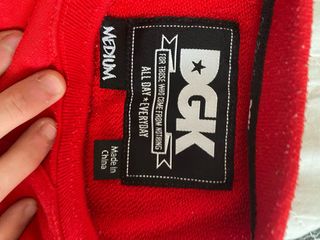 MEDIUM
DGK
FOR THOSE WHO COME FROM NOTHING
ALL DAY ★ EVERYDAY
Made in
China